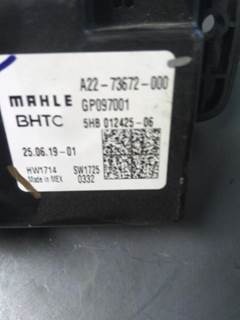 A22-73672-000
MAHLE GP097001
BHTC 5HB 012425-06
25.06.19-01
HW1714 SW1725
Made in MEX 0332